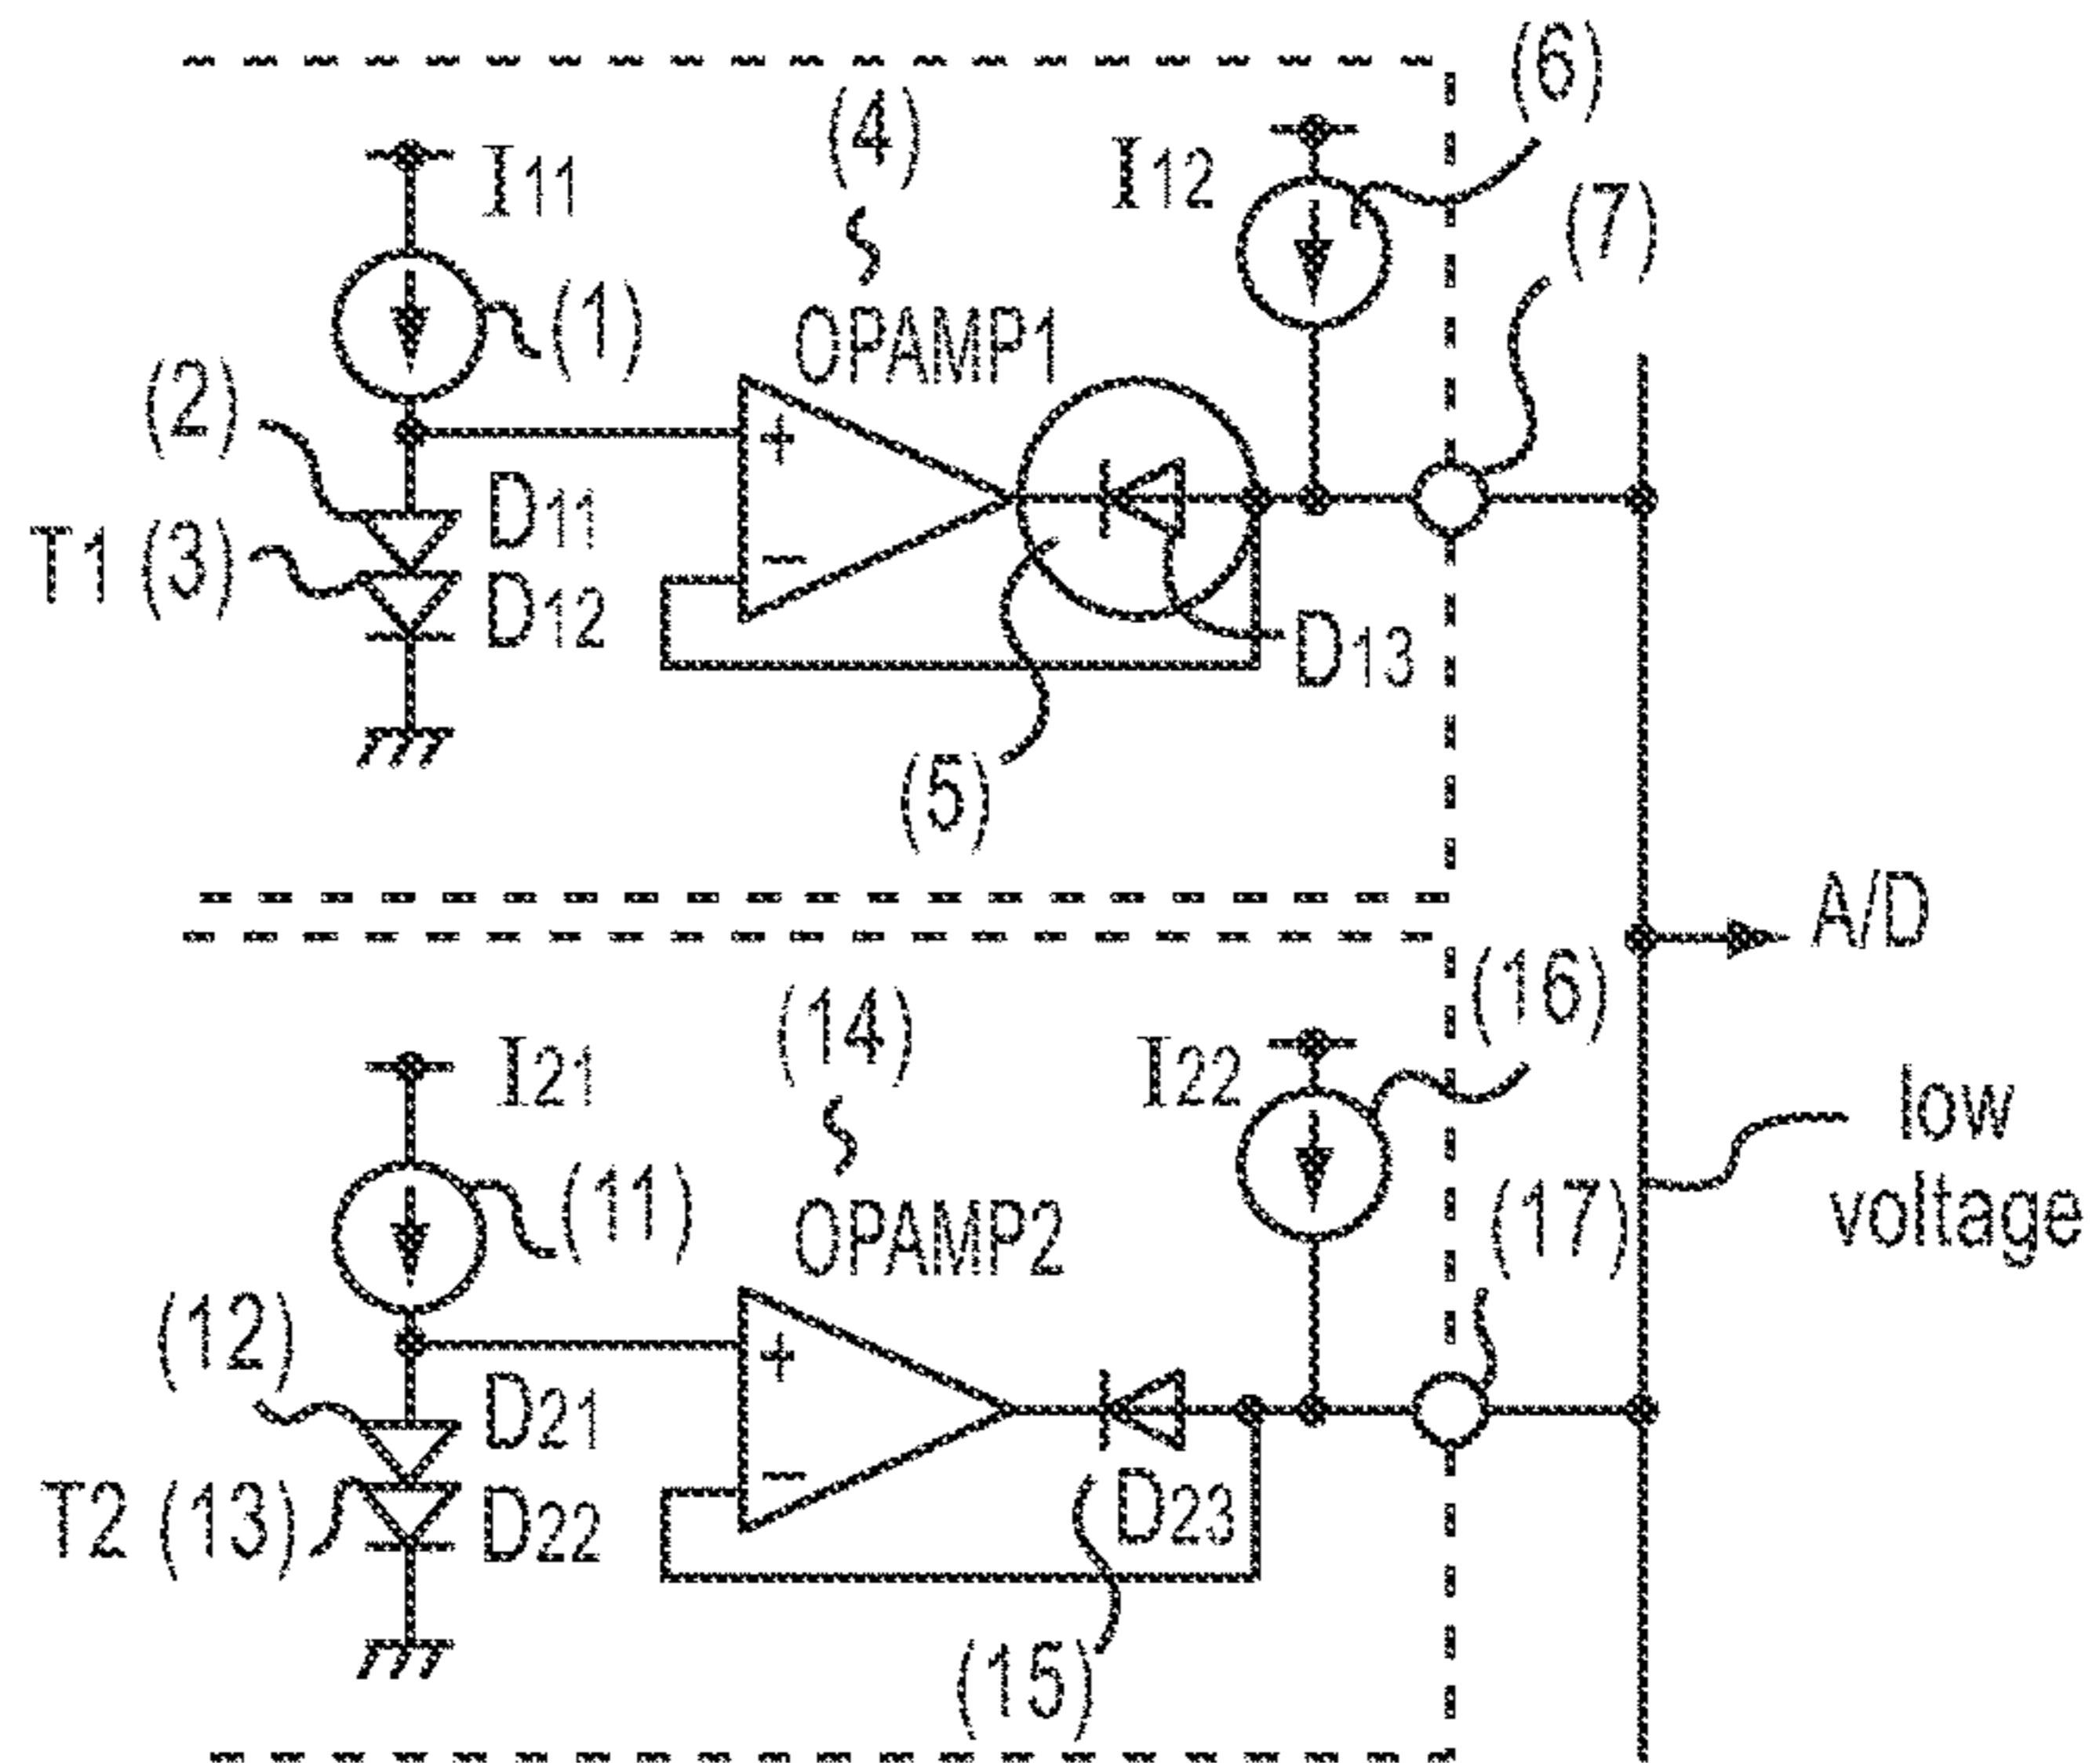 (6)
(4)
I11
I12
(7)
(1)
OPAMP1
(2)
+
D11
T1 (3)
D12
−
D13
(5)
A/D
(16)
(14)
I21
I22
low
voltage
(11)
(17)
OPAMP2
(12)
+
D21
T2 (13)
D22
−
D23
(15)